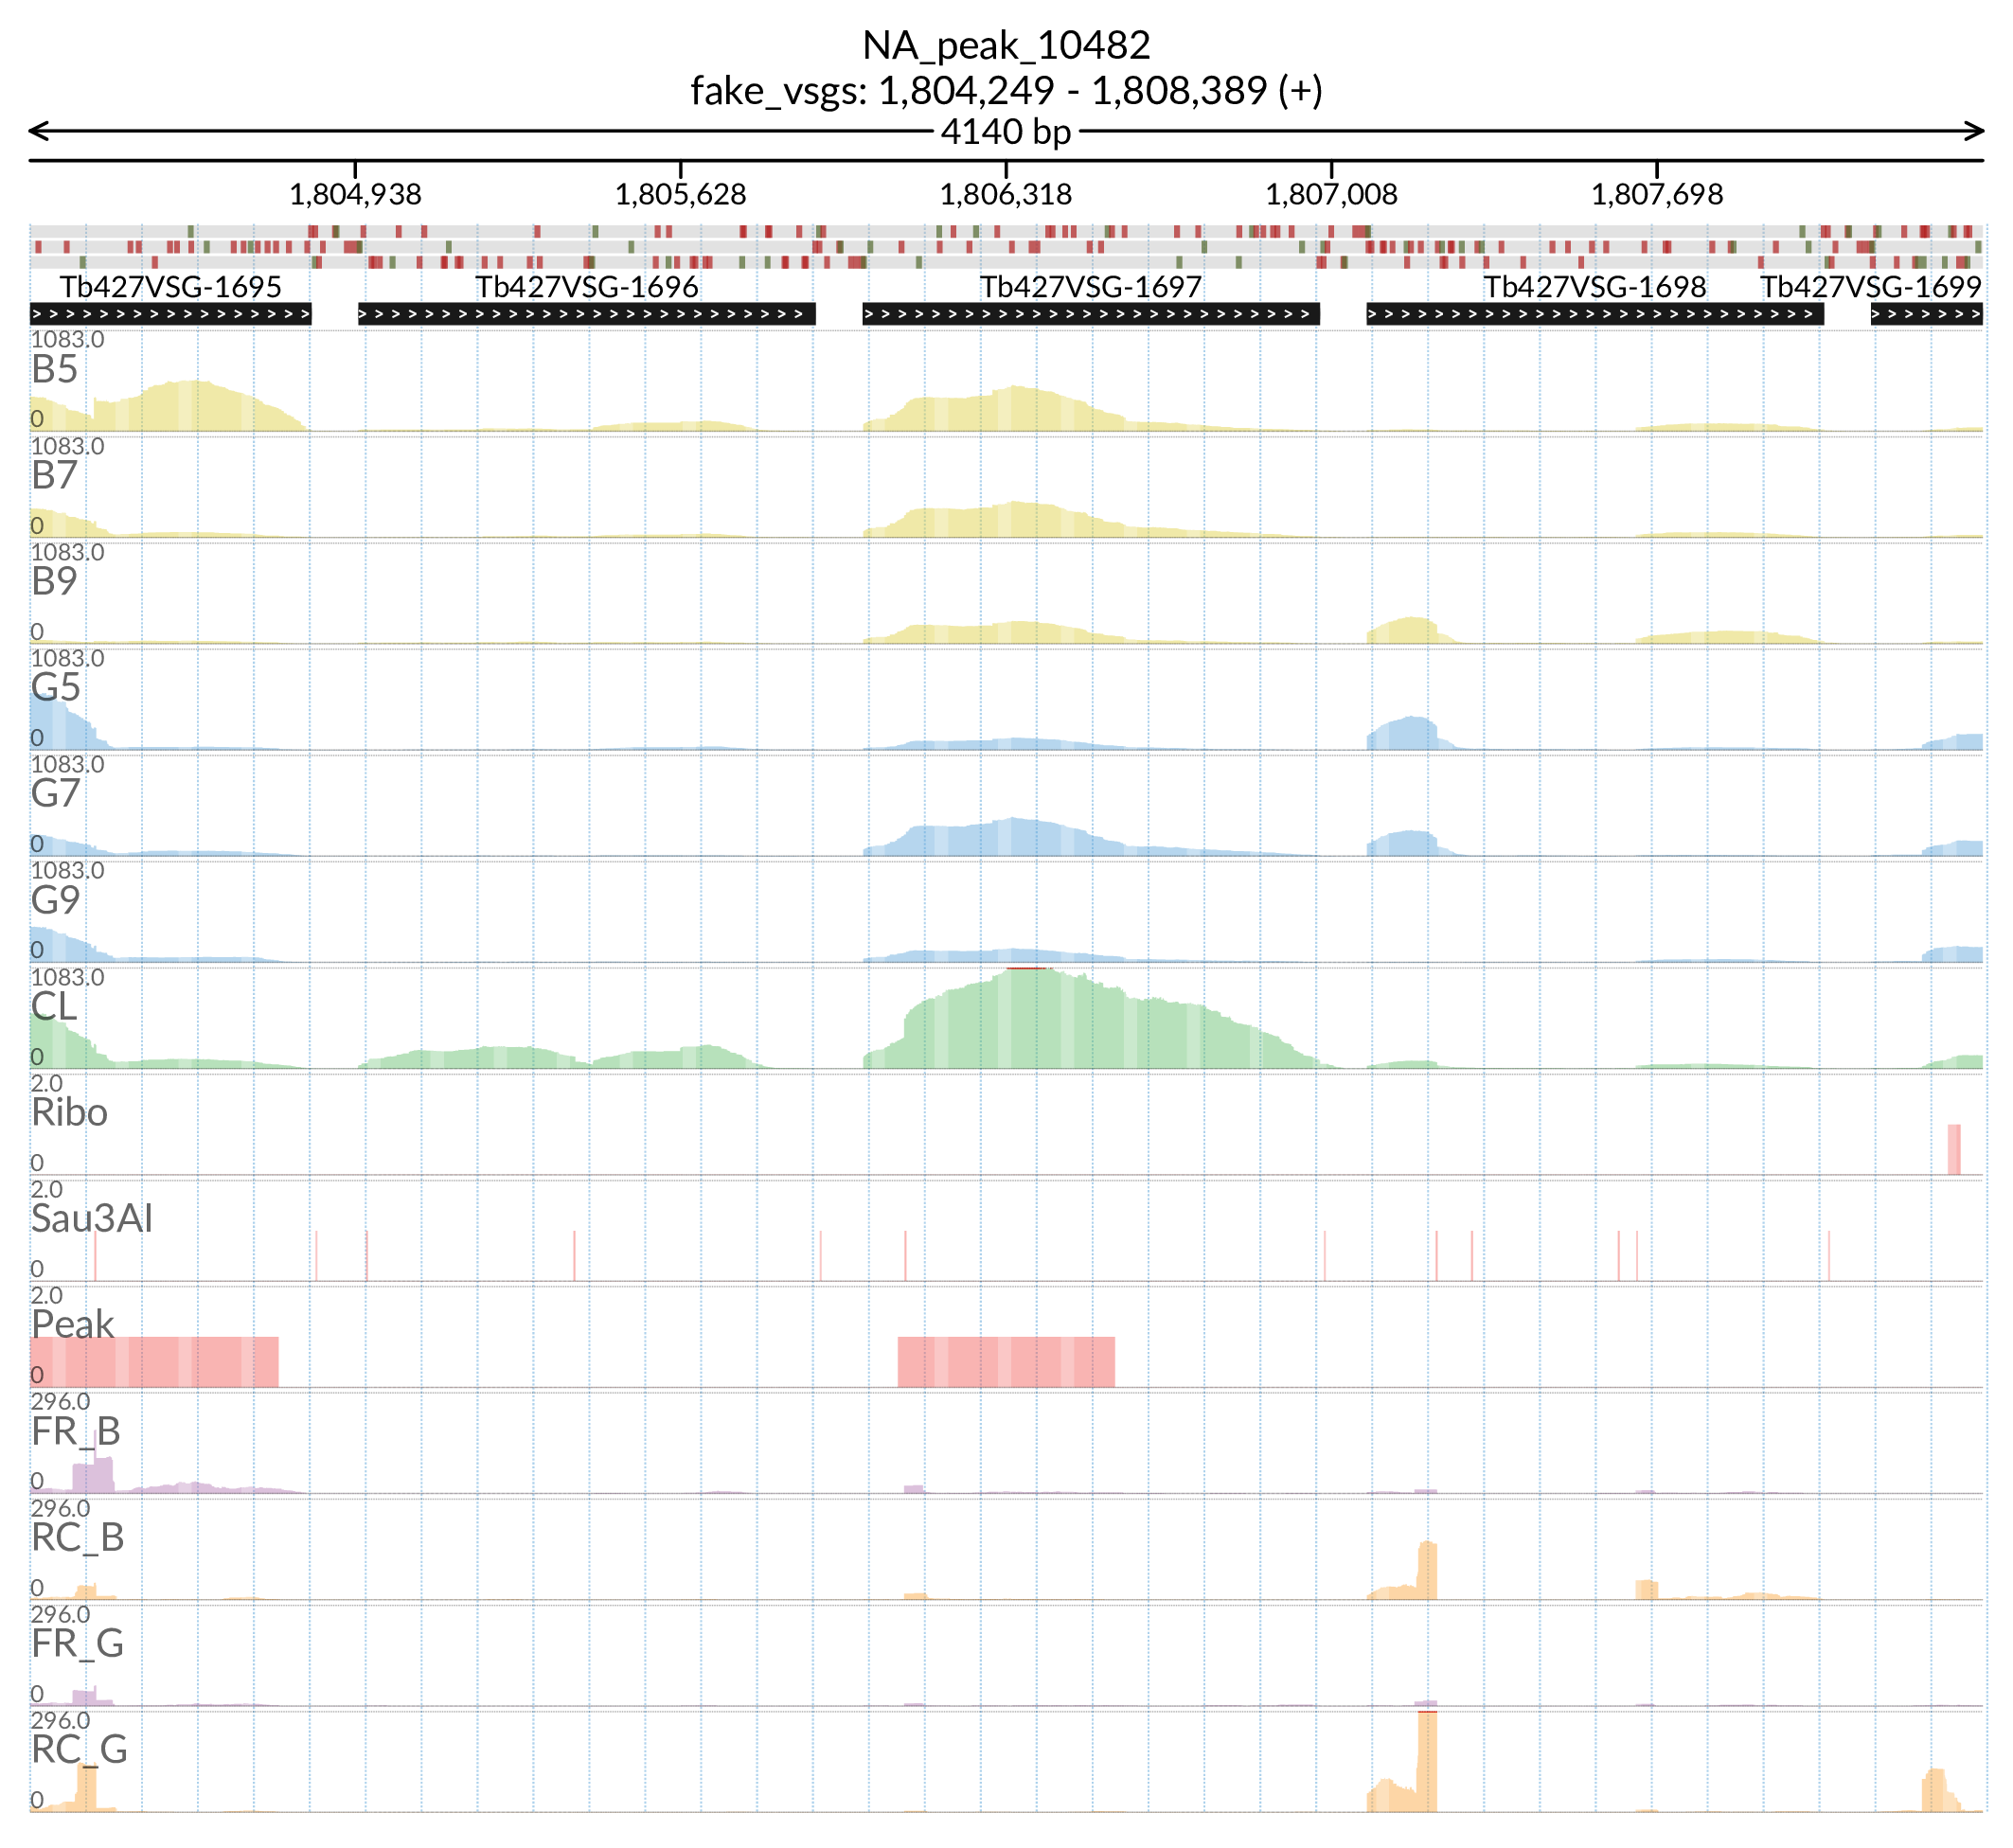 NA_peak_10482
fake_vsgs: 1,804,249 - 1,808,389 (+)
4140 bp
1,804,938 1,805,628 1,806,318 1,807,008 1,807,698
Tb427VSG-1695 Tb427VSG-1696 Tb427VSG-1697 Tb427VSG-1698 Tb427VSG-1699
1083.0
B5
0
1083.0
B7
0
1083.0
B9
0
1083.0
G5
0
1083.0
G7
0
1083.0
G9
0
1083.0
CL
0
2.0
Ribo
0
2.0
Sau3AI
0
2.0
Peak
0
296.0
FR_B
0
296.0
RC_B
0
296.0
FR_G
0
296.0
RC_G
0